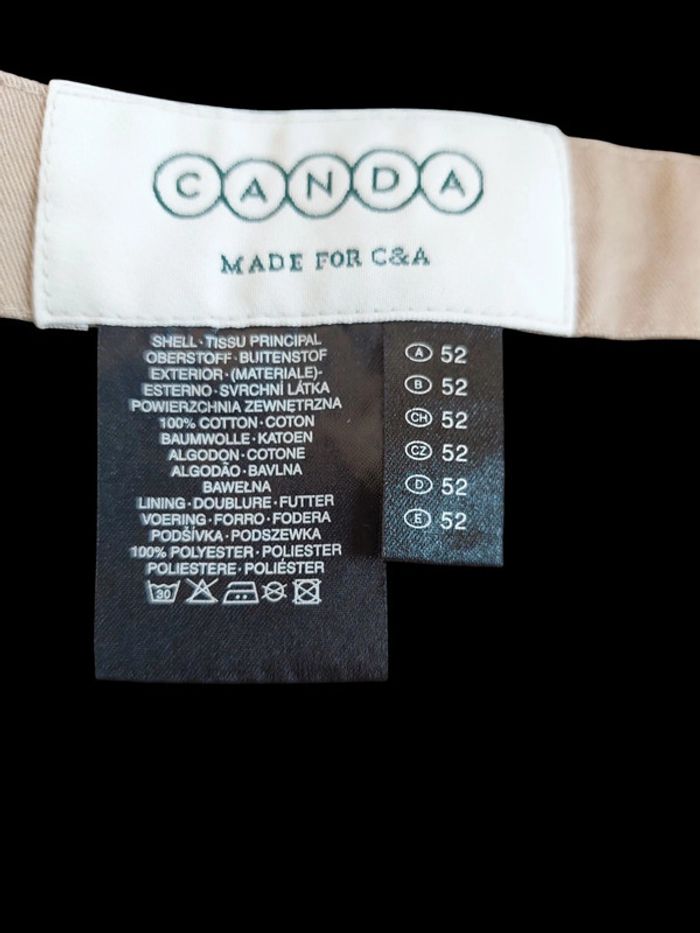 CANDA
MADE FOR C&A
SHELL·TISSU PRINCIPAL
OBERSTOFF·BUITENSTOF
EXTERIOR·(MATERIALE)-
ESTERNO·SVRCHNÍ LÁTKA
POWIERZCHNIA ZEWNĘTRZNA
100% COTTON·COTON
BAUMWOLLE·KATOEN
ALGODON·COTONE
ALGODÃO·BAVLNA
BAWEŁNA
LINING·DOUBLURE·FUTTER
VOERING·FORRO·FODERA
PODŠÍVKA·PODSZEWKA
100% POLYESTER·POLIESTER
POLIESTERE·POLIÉSTER
30
A 52
B 52
CH 52
CZ 52
D 52
E 52